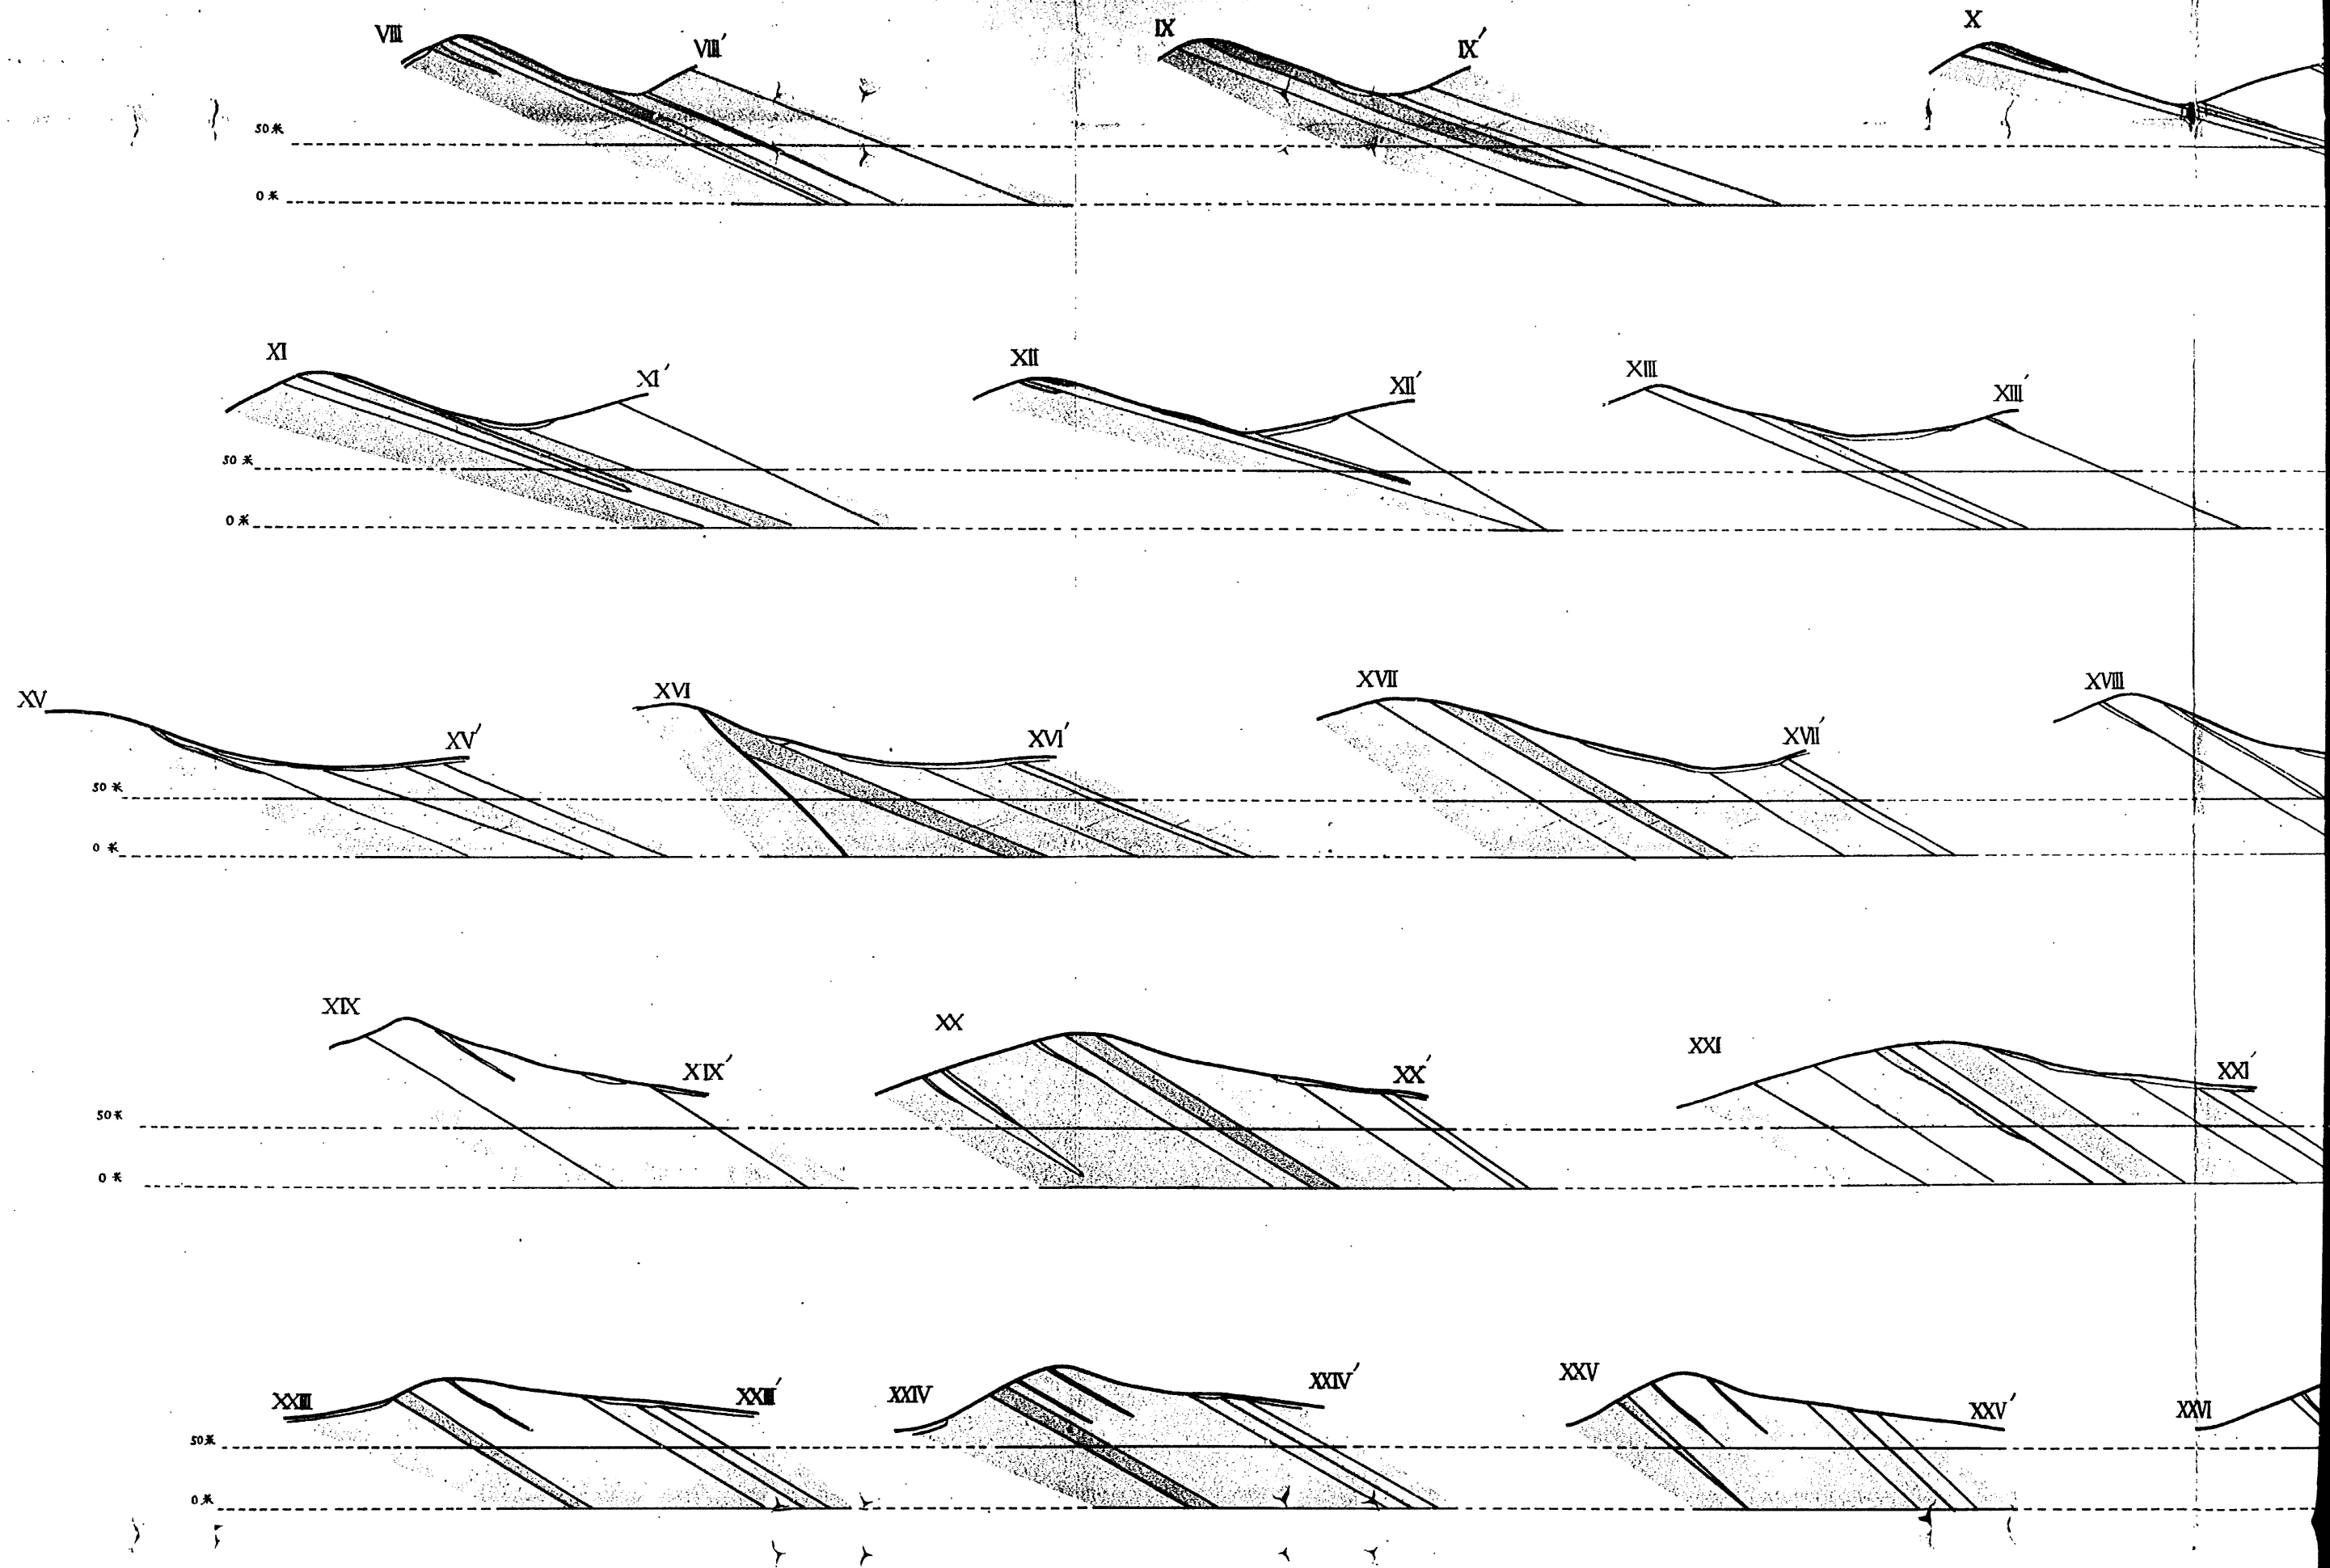 VIII VIII′ IX IX′ X
50米
0米
XI XI′ XII XII′ XIII XIII′
50米
0米
XV XV′ XVI XVI′ XVII XVII′ XVIII
50米
0米
XIX XIX′ XX XX′ XXI XXI′
50米
0米
XXIII XXIII′ XXIV XXIV′ XXV XXV′ XXVI
50米
0米